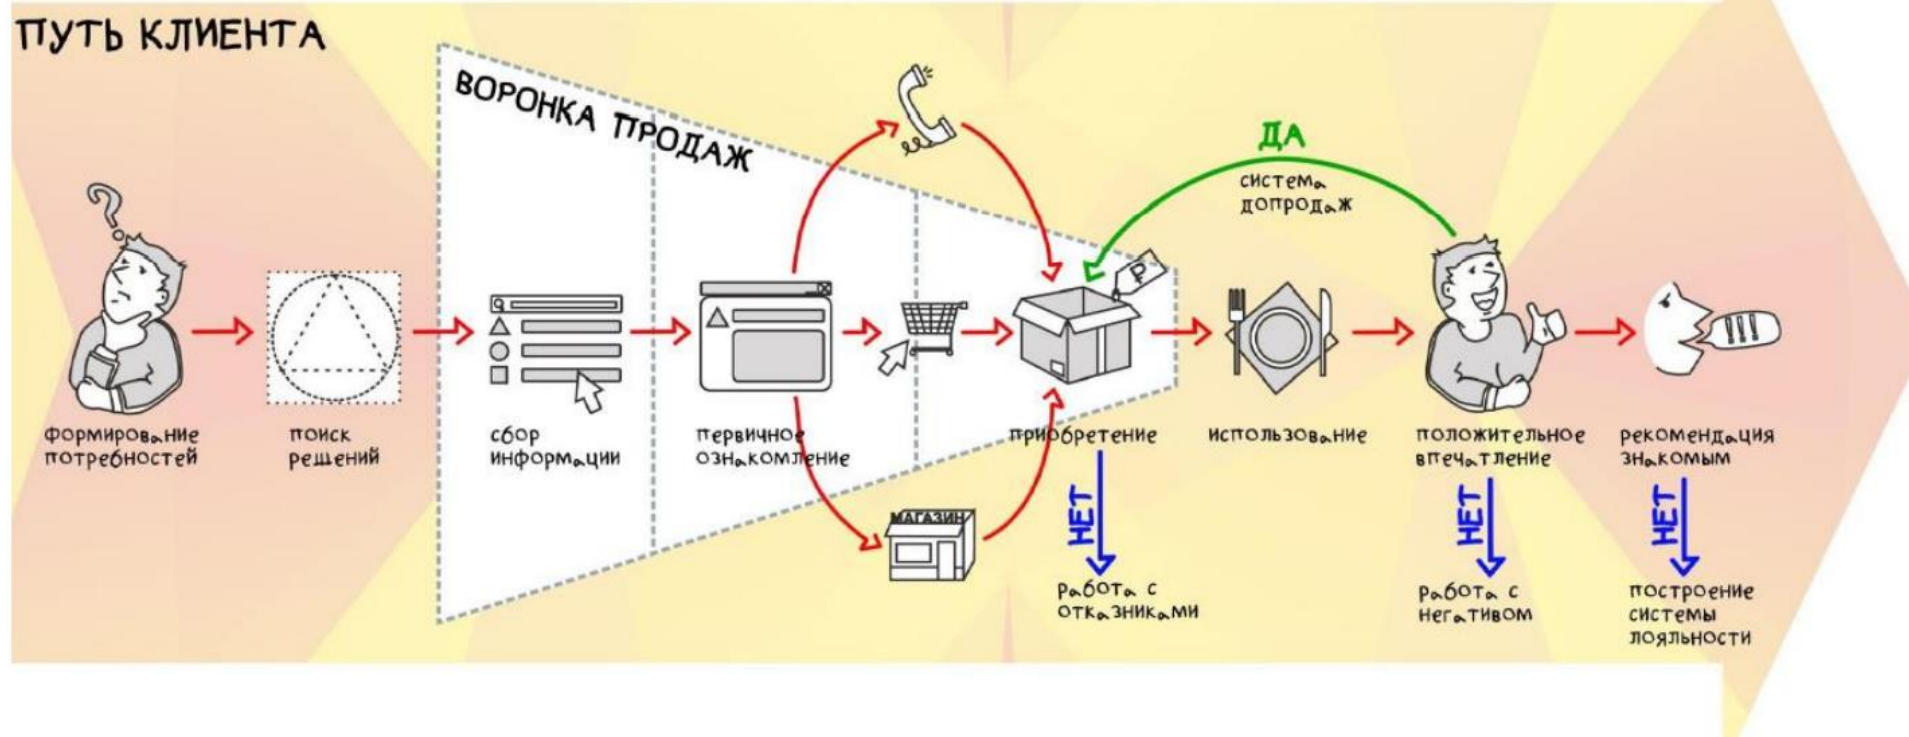 ПУТЬ КЛИЕНТА
ВОРОНКА ПРОДАЖ
ДА
система
допродаж
₽
формирование
потребностей
поиск
решений
сбор
информации
первичное
ознакомление
приобретение
использование
положительное
впечатление
рекомендация
знакомым
МАГАЗИН
НЕТ
НЕТ
НЕТ
работа с
отказниками
работа с
негативом
построение
системы
лояльности